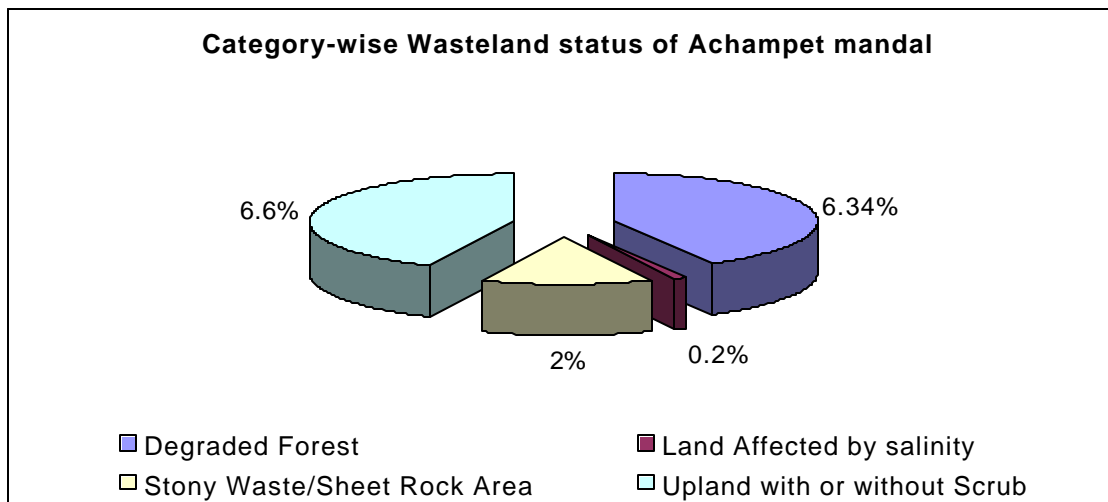 Category-wise Wasteland status of Achampet mandal
6.6%
6.34%
2%
0.2%
Degraded Forest
Land Affected by salinity
Stony Waste/Sheet Rock Area
Upland with or without Scrub